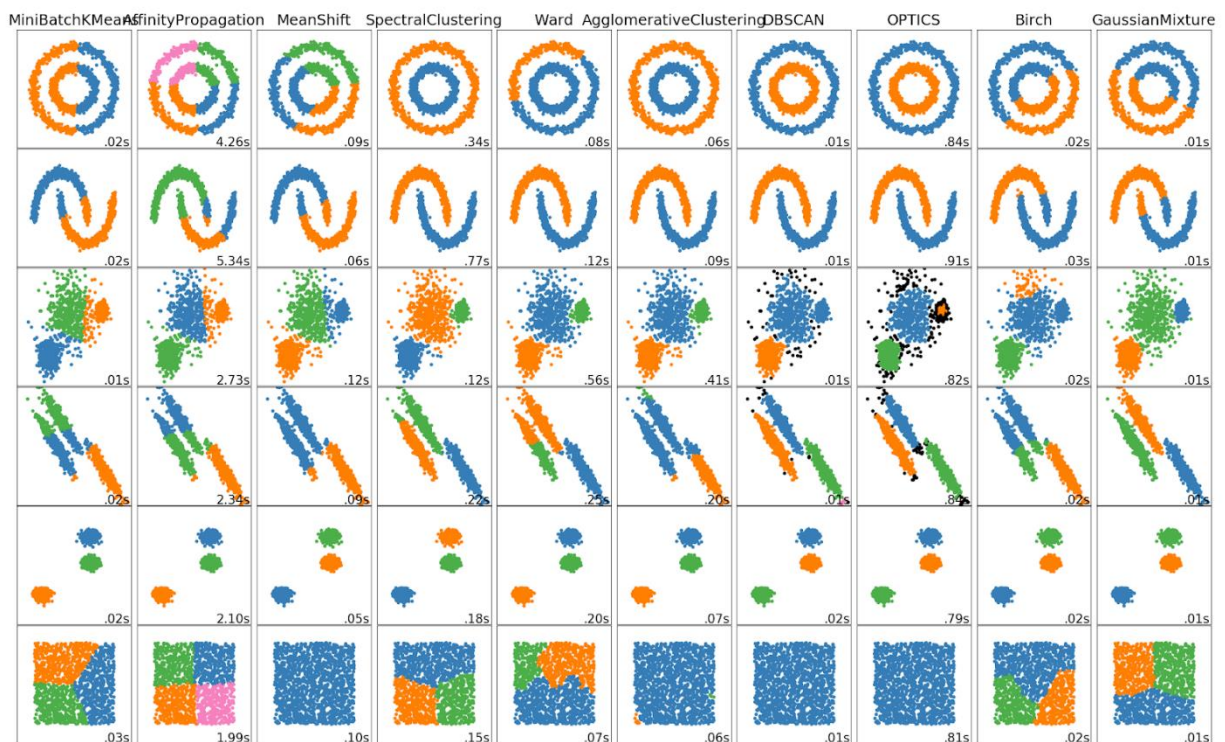 MiniBatchKMeans AffinityPropagation MeanShift SpectralClustering Ward AgglomerativeClustering DBSCAN OPTICS Birch GaussianMixture
.02s 4.26s .09s .34s .08s .06s .01s .84s .02s .01s
.02s 5.34s .06s .77s .12s .09s .01s .91s .03s .01s
.01s 2.73s .12s .12s .56s .41s .01s .82s .02s .01s
.02s 2.34s .09s .22s .25s .20s .01s .84s .02s .01s
.02s 2.10s .05s .18s .20s .07s .02s .79s .02s .01s
.03s 1.99s .10s .15s .07s .06s .01s .81s .02s .01s